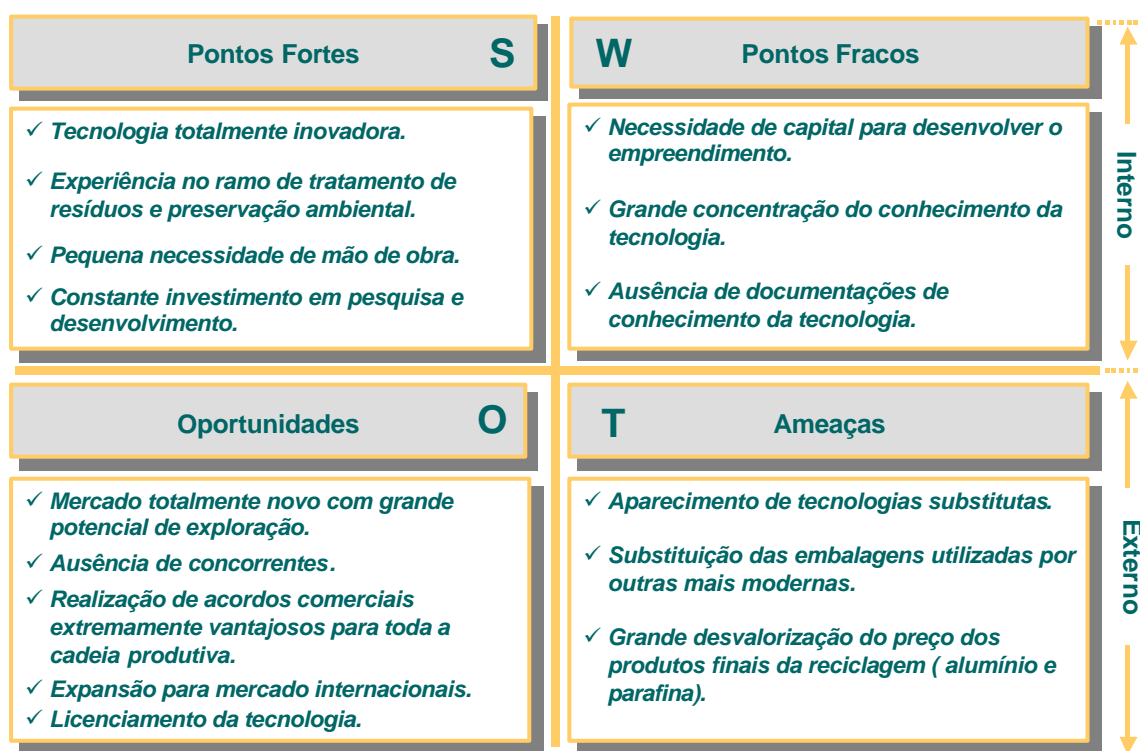 Pontos Fortes S
✓ Tecnologia totalmente inovadora.
✓ Experiência no ramo de tratamento de
resíduos e preservação ambiental.
✓ Pequena necessidade de mão de obra.
✓ Constante investimento em pesquisa e
desenvolvimento.
W Pontos Fracos
✓ Necessidade de capital para desenvolver o
empreendimento.
✓ Grande concentração do conhecimento da
tecnologia.
✓ Ausência de documentações de
conhecimento da tecnologia.
Interno
Oportunidades O
✓ Mercado totalmente novo com grande
potencial de exploração.
✓ Ausência de concorrentes.
✓ Realização de acordos comerciais
extremamente vantajosos para toda a
cadeia produtiva.
✓ Expansão para mercado internacionais.
✓ Licenciamento da tecnologia.
T Ameaças
✓ Aparecimento de tecnologias substitutas.
✓ Substituição das embalagens utilizadas por
outras mais modernas.
✓ Grande desvalorização do preço dos
produtos finais da reciclagem ( alumínio e
parafina).
Externo